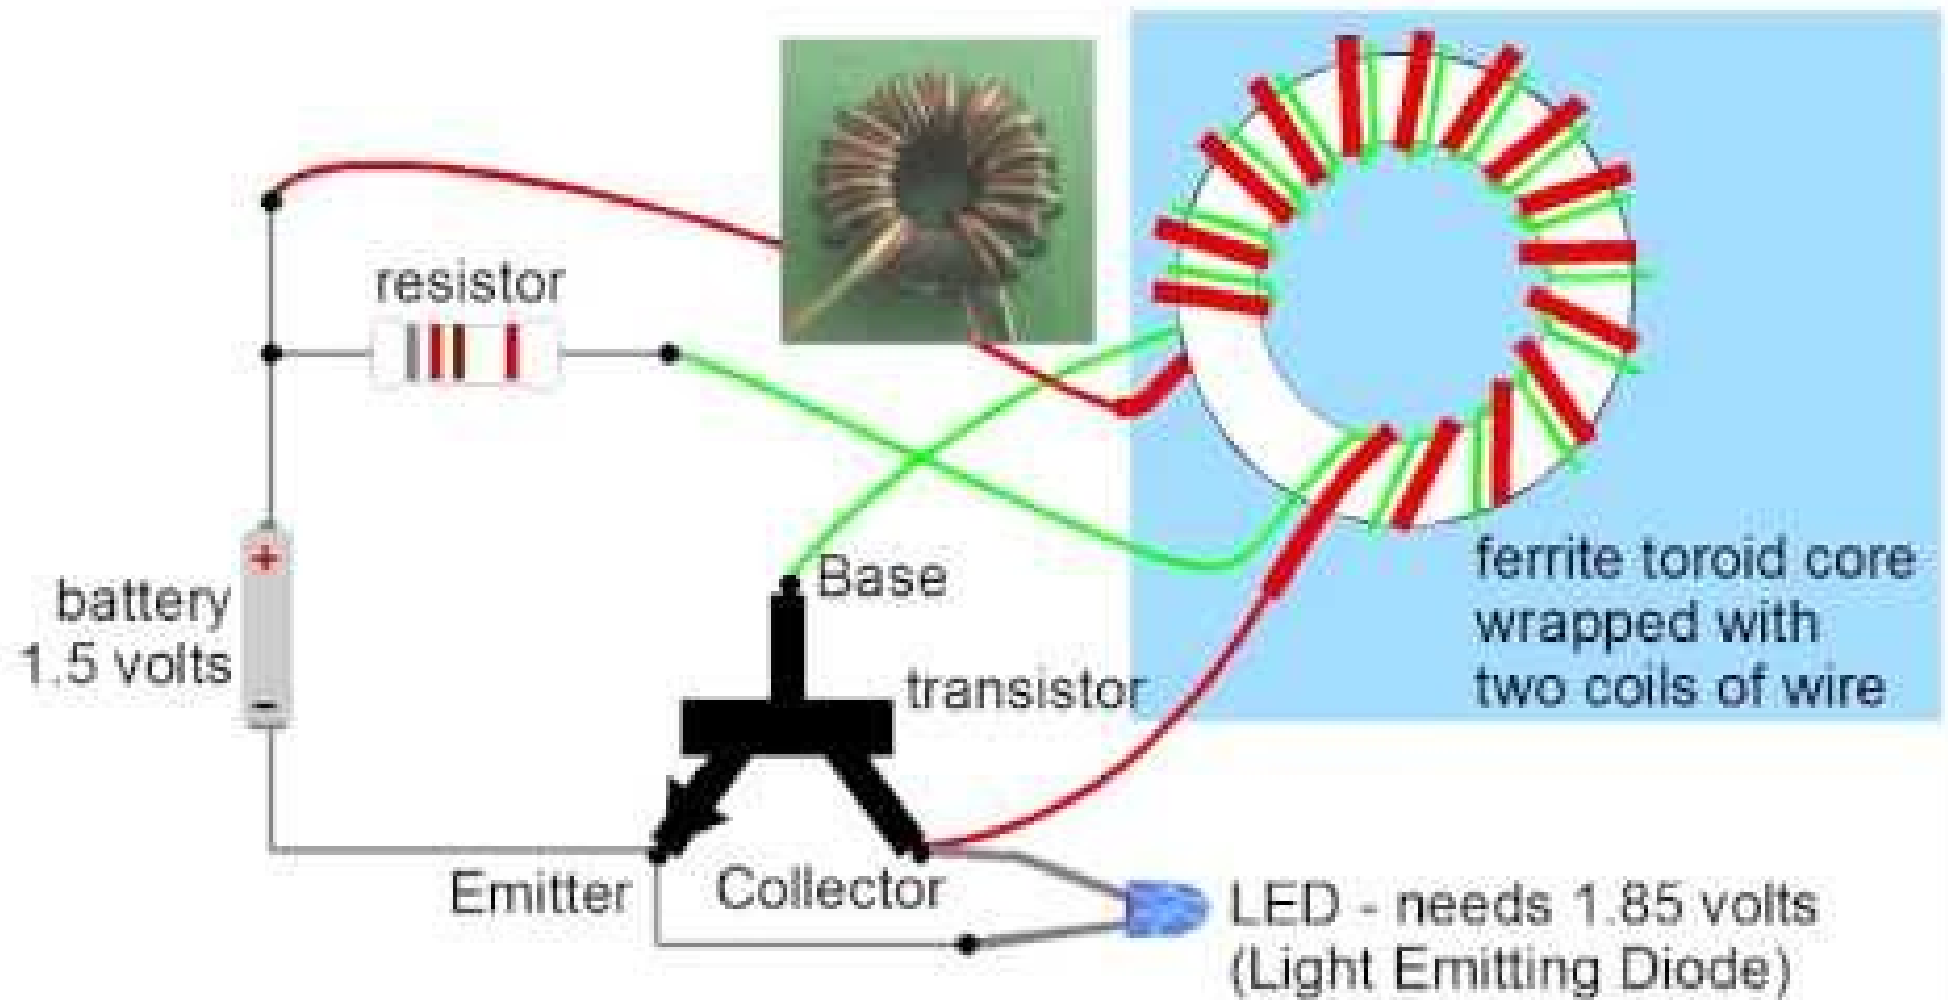 resistor
+
battery
1.5 volts
-
Base
transistor
Emitter
Collector
ferrite toroid core
wrapped with
two coils of wire
LED - needs 1.85 volts
(Light Emitting Diode)